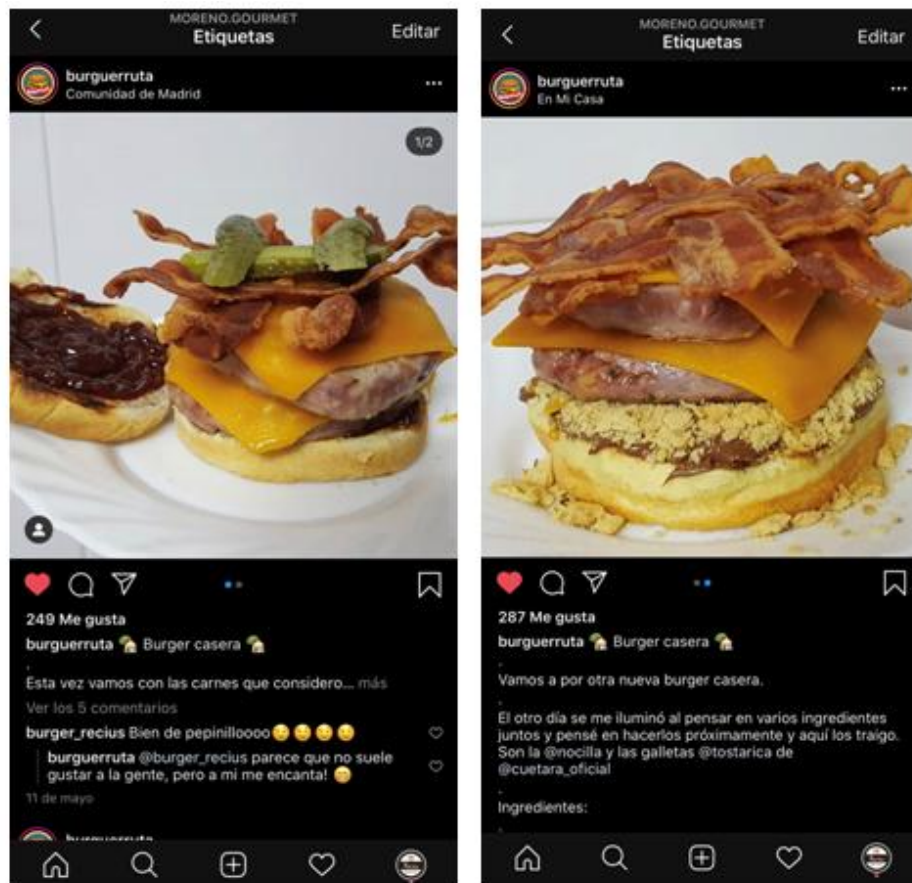 MORENO.GOURMET
Etiquetas
Editar
burguerruta
Comunidad de Madrid
1/2
249 Me gusta
burguerruta Burger casera
.
Esta vez vamos con las carnes que considero... más
Ver los 5 comentarios
burger_recius Bien de pepinilloooo
burguerruta @burger_recius parece que no suele
gustar a la gente, pero a mi me encanta!
11 de mayo
burguerruta
MORENO.GOURMET
Etiquetas
Editar
burguerruta
En Mi Casa
287 Me gusta
burguerruta Burger casera
.
Vamos a por otra nueva burger casera.
.
El otro día se me iluminó al pensar en varios ingredientes
juntos y pensé en hacerlos próximamente y aquí los traigo.
Son la @nocilla y las galletas @tostarica de
@cuetara_oficial
.
Ingredientes: